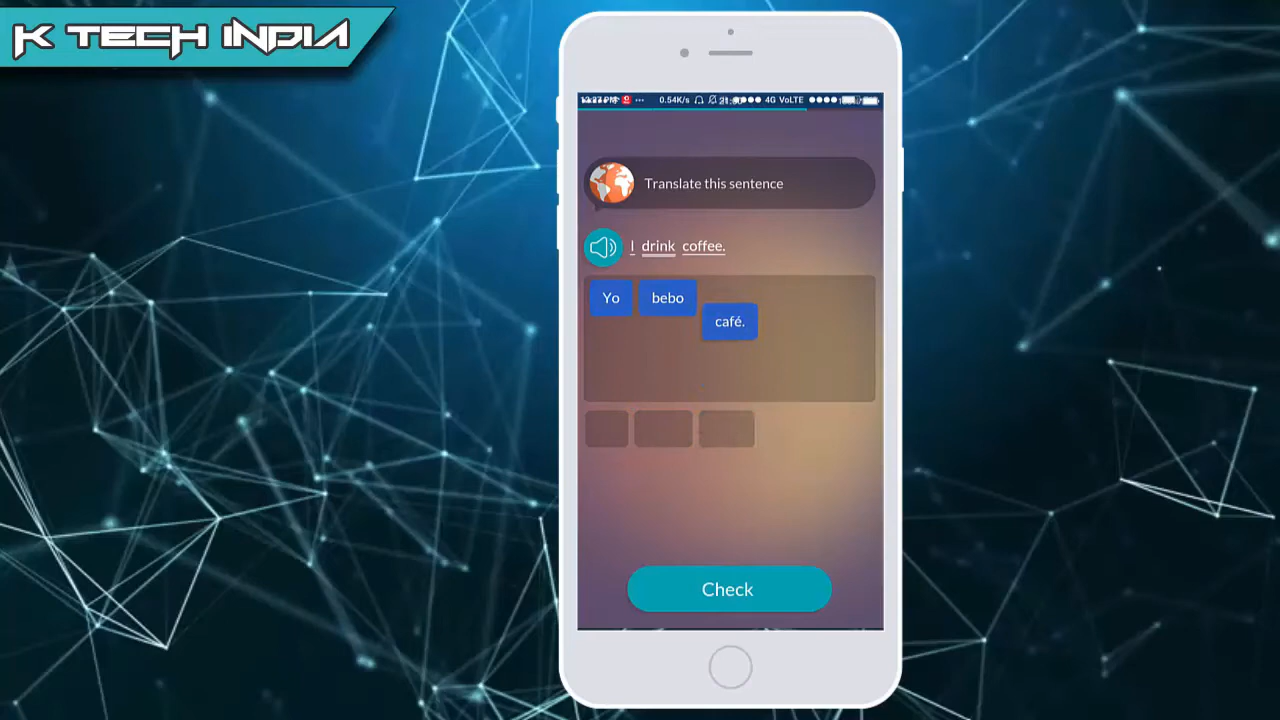 K TECH INDIA
0.54K/s 4G VoLTE
Translate this sentence
I drink coffee.
Yo bebo
café.
Check